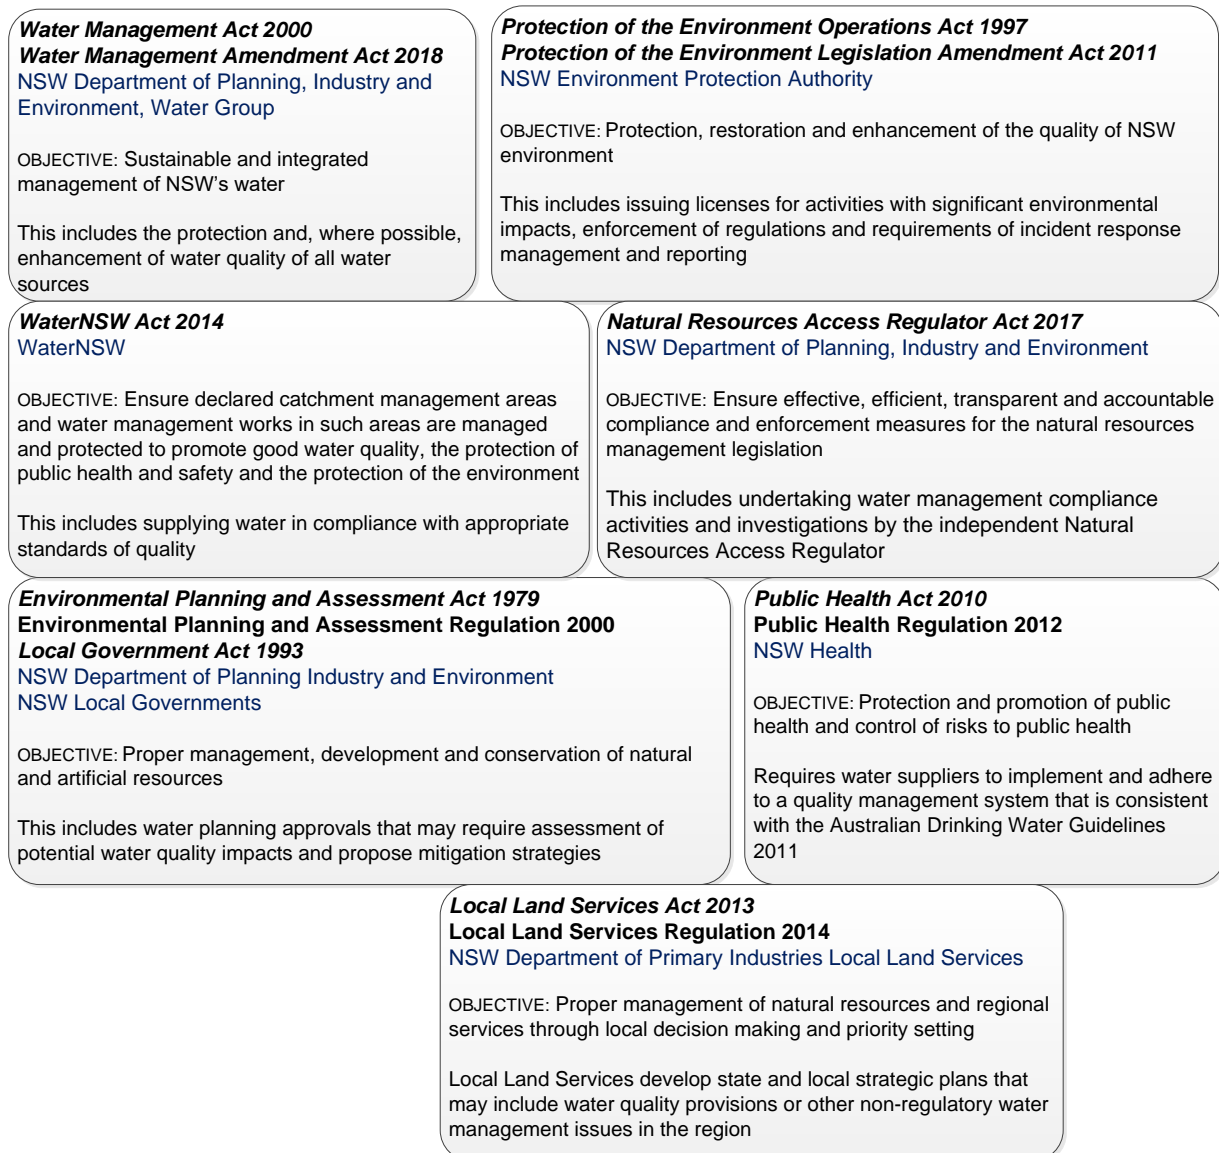 Water Management Act 2000
Water Management Amendment Act 2018
NSW Department of Planning, Industry and
Environment, Water Group
OBJECTIVE: Sustainable and integrated
management of NSW's water
This includes the protection and, where possible,
enhancement of water quality of all water
sources
Protection of the Environment Operations Act 1997
Protection of the Environment Legislation Amendment Act 2011
NSW Environment Protection Authority
OBJECTIVE: Protection, restoration and enhancement of the quality of NSW
environment
This includes issuing licenses for activities with significant environmental
impacts, enforcement of regulations and requirements of incident response
management and reporting
WaterNSW Act 2014
WaterNSW
OBJECTIVE: Ensure declared catchment management areas
and water management works in such areas are managed
and protected to promote good water quality, the protection of
public health and safety and the protection of the environment
This includes supplying water in compliance with appropriate
standards of quality
Natural Resources Access Regulator Act 2017
NSW Department of Planning, Industry and Environment
OBJECTIVE: Ensure effective, efficient, transparent and accountable
compliance and enforcement measures for the natural resources
management legislation
This includes undertaking water management compliance
activities and investigations by the independent Natural
Resources Access Regulator
Environmental Planning and Assessment Act 1979
Environmental Planning and Assessment Regulation 2000
Local Government Act 1993
NSW Department of Planning Industry and Environment
NSW Local Governments
OBJECTIVE: Proper management, development and conservation of natural
and artificial resources
This includes water planning approvals that may require assessment of
potential water quality impacts and propose mitigation strategies
Public Health Act 2010
Public Health Regulation 2012
NSW Health
OBJECTIVE: Protection and promotion of public
health and control of risks to public health
Requires water suppliers to implement and adhere
to a quality management system that is consistent
with the Australian Drinking Water Guidelines
2011
Local Land Services Act 2013
Local Land Services Regulation 2014
NSW Department of Primary Industries Local Land Services
OBJECTIVE: Proper management of natural resources and regional
services through local decision making and priority setting
Local Land Services develop state and local strategic plans that
may include water quality provisions or other non-regulatory water
management issues in the region